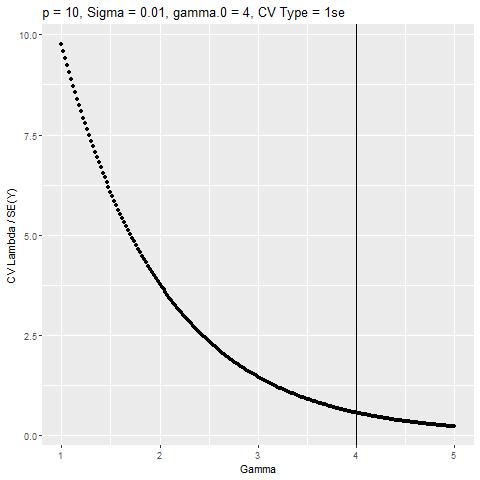 p = 10, Sigma = 0.01, gamma.0 = 4, CV Type = 1se
CV Lambda / SE(Y)
10.0
7.5
5.0
2.5
0.0
1 2 3 4 5
Gamma